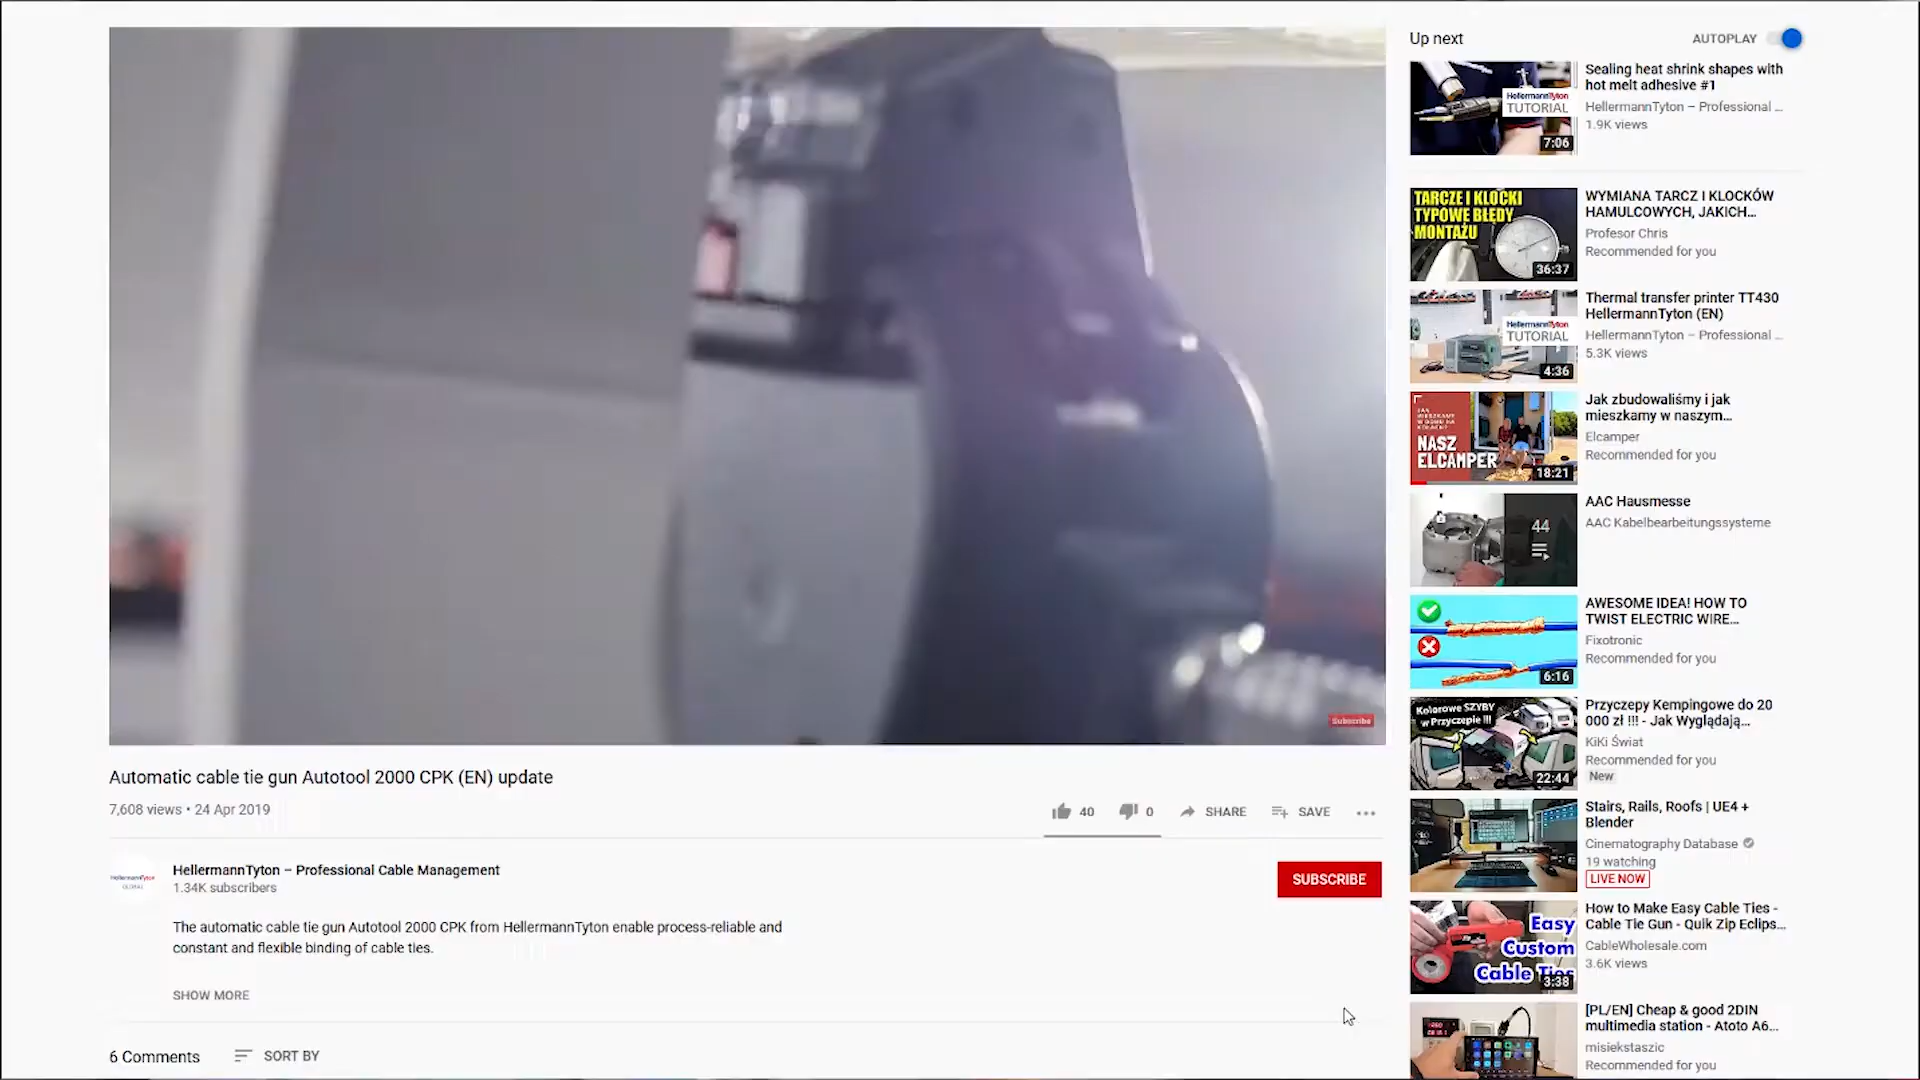 Subscribe
Automatic cable tie gun Autotool 2000 CPK (EN) update
7,608 views • 24 Apr 2019
40
0
SHARE
SAVE
HellermannTyton – Professional Cable Management
1.34K subscribers
SUBSCRIBE
The automatic cable tie gun Autotool 2000 CPK from HellermannTyton enable process-reliable and
constant and flexible binding of cable ties.
SHOW MORE
6 Comments
SORT BY
Up next
AUTOPLAY
HellermannTyton
TUTORIAL
7:06
Sealing heat shrink shapes with
hot melt adhesive #1
HellermannTyton – Professional ...
1.9K views
TARCZE I KLOCKI
TYPOWE BŁĘDY
MONTAŻU
36:37
WYMIANA TARCZ I KLOCKÓW
HAMULCOWYCH, JAKICH...
Profesor Chris
Recommended for you
HellermannTyton
TUTORIAL
4:36
Thermal transfer printer TT430
HellermannTyton (EN)
HellermannTyton – Professional ...
5.3K views
NASZ
ELCAMPER
18:21
Jak zbudowaliśmy i jak
mieszkamy w naszym...
Elcamper
Recommended for you
44
AAC Hausmesse
AAC Kabelbearbeitungssysteme
6:16
AWESOME IDEA! HOW TO
TWIST ELECTRIC WIRE...
Fixotronic
Recommended for you
Kolorowe SZYBY
w Przyczepie !!!
22:44
Przyczepy Kempingowe do 20
000 zł !!! - Jak Wyglądają...
KiKi Świat
Recommended for you
New
Stairs, Rails, Roofs | UE4 +
Blender
Cinematography Database
19 watching
LIVE NOW
Easy
Custom
Cable Ties
3:38
How to Make Easy Cable Ties -
Cable Tie Gun - Quik Zip Eclips...
CableWholesale.com
3.6K views
[PL/EN] Cheap & good 2DIN
multimedia station - Atoto A6...
misiekstaszic
Recommended for you